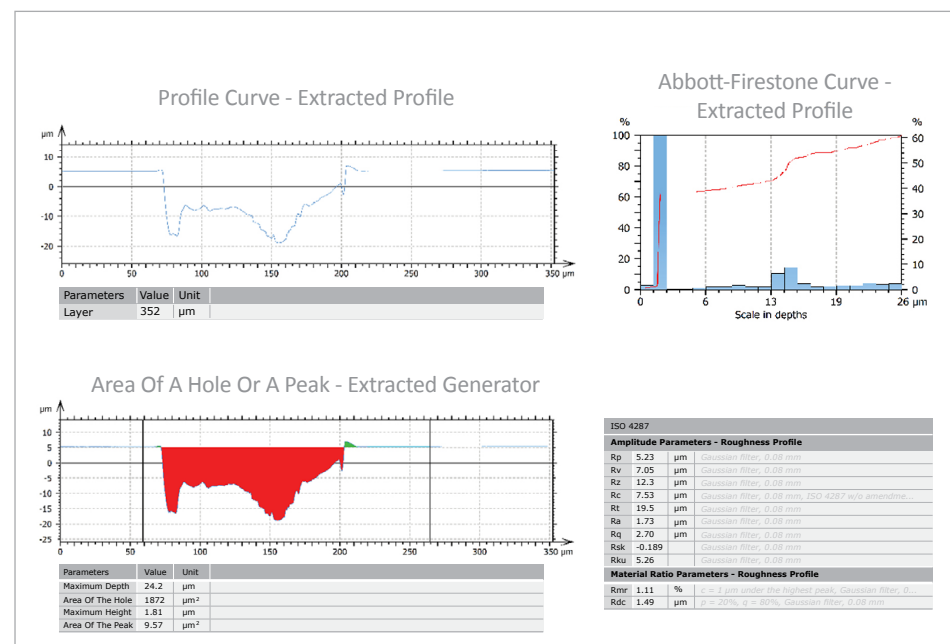 Profile Curve - Extracted Profile
µm
10
0
-10
-20
0 50 100 150 200 250 300 350 µm
Parameters Value Unit
Layer 352 µm
Abbott-Firestone Curve -
Extracted Profile
% %
100 60
80 50
60 40
40 30
20 20
0 10
0
0 6 13 19 26 µm
Scale in depths
Area Of A Hole Or A Peak - Extracted Generator
µm
10
5
0
-5
-10
-15
-20
-25
0 50 100 150 200 250 300 350 µm
Parameters Value Unit
Maximum Depth 24.2 µm
Area Of The Hole 1872 µm²
Maximum Height 1.81 µm
Area Of The Peak 9.57 µm²
ISO 4287
Amplitude Parameters - Roughness Profile
Rp 5.23 µm Gaussian filter, 0.08 mm
Rv 7.05 µm Gaussian filter, 0.08 mm
Rz 12.3 µm Gaussian filter, 0.08 mm
Rc 7.53 µm Gaussian filter, 0.08 mm, ISO 4287 w/o amendme...
Rt 19.5 µm Gaussian filter, 0.08 mm
Ra 1.73 µm Gaussian filter, 0.08 mm
Rq 2.70 µm Gaussian filter, 0.08 mm
Rsk -0.189 Gaussian filter, 0.08 mm
Rku 5.26 Gaussian filter, 0.08 mm
Material Ratio Parameters - Roughness Profile
Rmr 1.11 % c = 1 µm under the highest peak, Gaussian filter, 0...
Rdc 1.49 µm p = 20%, q = 80%, Gaussian filter, 0.08 mm